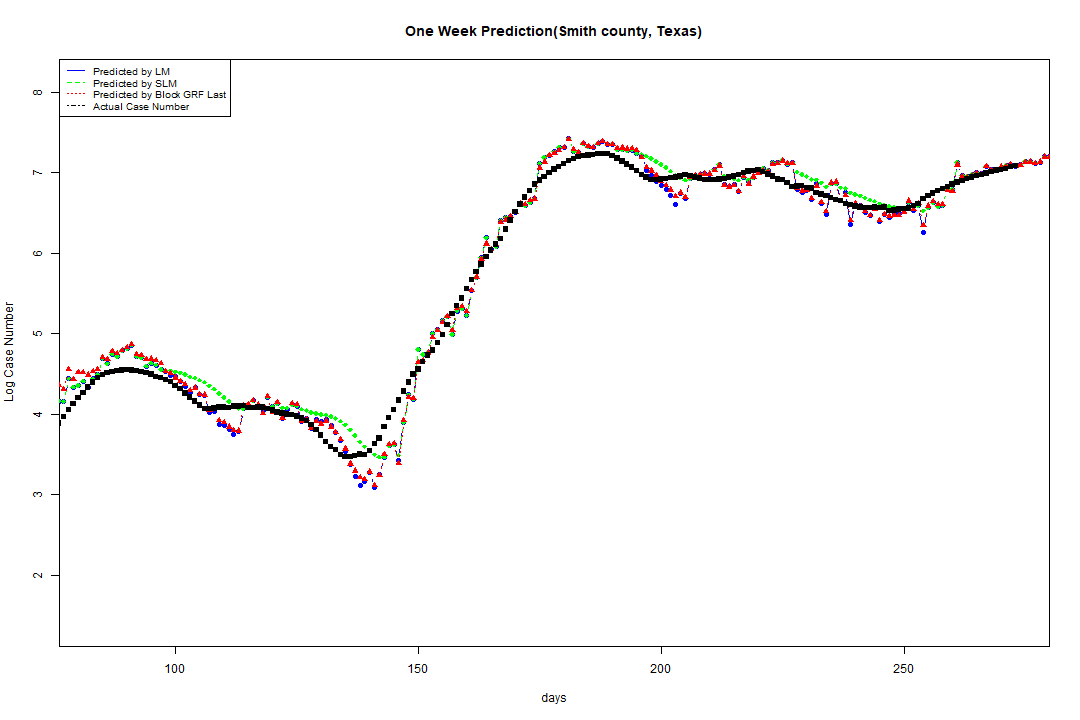 One Week Prediction(Smith county, Texas)
Predicted by LM
Predicted by SLM
Predicted by Block GRF Last
Actual Case Number
8
7
6
5
4
3
2
Log Case Number
100 150 200 250
days